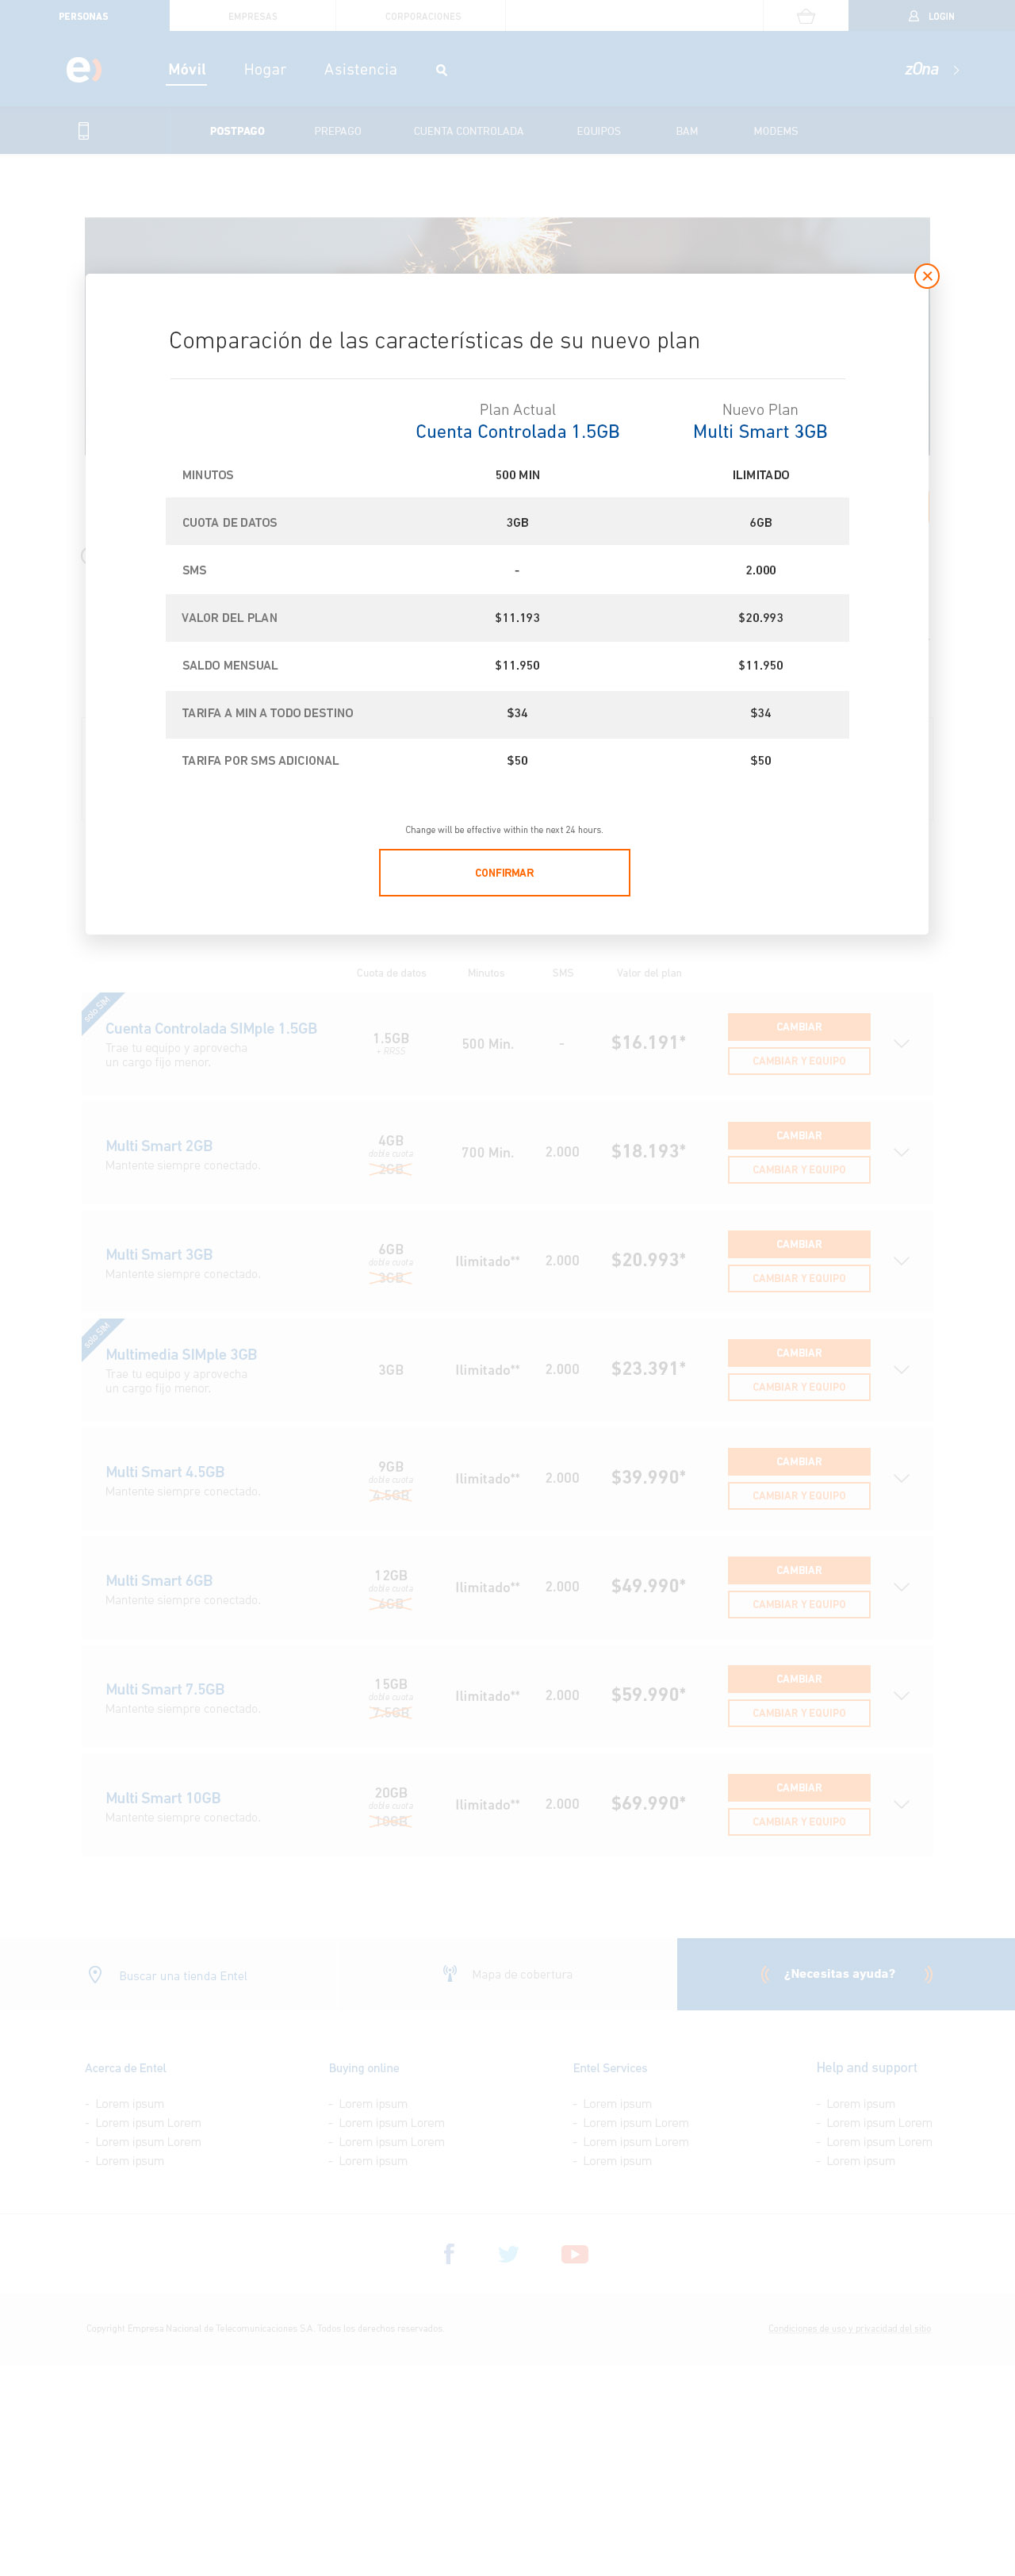 PERSONAS EMPRESAS CORPORACIONES LOGIN
e) Móvil Hogar Asistencia zOna
POSTPAGO PREPAGO CUENTA CONTROLADA EQUIPOS BAM MODEMS
Comparación de las características de su nuevo plan
Plan Actual Nuevo Plan
Cuenta Controlada 1.5GB Multi Smart 3GB
MINUTOS 500 MIN ILIMITADO
CUOTA DE DATOS 3GB 6GB
SMS - 2.000
VALOR DEL PLAN $11.193 $20.993
SALDO MENSUAL $11.950 $11.950
TARIFA A MIN A TODO DESTINO $34 $34
TARIFA POR SMS ADICIONAL $50 $50
Change will be effective within the next 24 hours.
CONFIRMAR
Cuota de datos Minutos SMS Valor del plan
solo SIM
Cuenta Controlada SIMple 1.5GB
Trae tu equipo y aprovecha
un cargo fijo menor.
1.5GB
+ RRSS
500 Min. - $16.191*
CAMBIAR
CAMBIAR Y EQUIPO
Multi Smart 2GB
Mantente siempre conectado.
4GB
doble cuota
2GB
700 Min. 2.000 $18.193*
CAMBIAR
CAMBIAR Y EQUIPO
Multi Smart 3GB
Mantente siempre conectado.
6GB
doble cuota
3GB
Ilimitado** 2.000 $20.993*
CAMBIAR
CAMBIAR Y EQUIPO
solo SIM
Multimedia SIMple 3GB
Trae tu equipo y aprovecha
un cargo fijo menor.
3GB Ilimitado** 2.000 $23.391*
CAMBIAR
CAMBIAR Y EQUIPO
Multi Smart 4.5GB
Mantente siempre conectado.
9GB
doble cuota
4.5GB
Ilimitado** 2.000 $39.990*
CAMBIAR
CAMBIAR Y EQUIPO
Multi Smart 6GB
Mantente siempre conectado.
12GB
doble cuota
6GB
Ilimitado** 2.000 $49.990*
CAMBIAR
CAMBIAR Y EQUIPO
Multi Smart 7.5GB
Mantente siempre conectado.
15GB
doble cuota
7.5GB
Ilimitado** 2.000 $59.990*
CAMBIAR
CAMBIAR Y EQUIPO
Multi Smart 10GB
Mantente siempre conectado.
20GB
doble cuota
10GB
Ilimitado** 2.000 $69.990*
CAMBIAR
CAMBIAR Y EQUIPO
Buscar una tienda Entel Mapa de cobertura ¿Necesitas ayuda?
Acerca de Entel Buying online Entel Services Help and support
- Lorem ipsum - Lorem ipsum - Lorem ipsum - Lorem ipsum
- Lorem ipsum Lorem - Lorem ipsum Lorem - Lorem ipsum Lorem - Lorem ipsum Lorem
- Lorem ipsum Lorem - Lorem ipsum Lorem - Lorem ipsum Lorem - Lorem ipsum Lorem
- Lorem ipsum - Lorem ipsum - Lorem ipsum - Lorem ipsum
Copyright Empresa Nacional de Telecomunicaciones S.A. Todos los derechos reservados. Condiciones de uso y privacidad del sitio